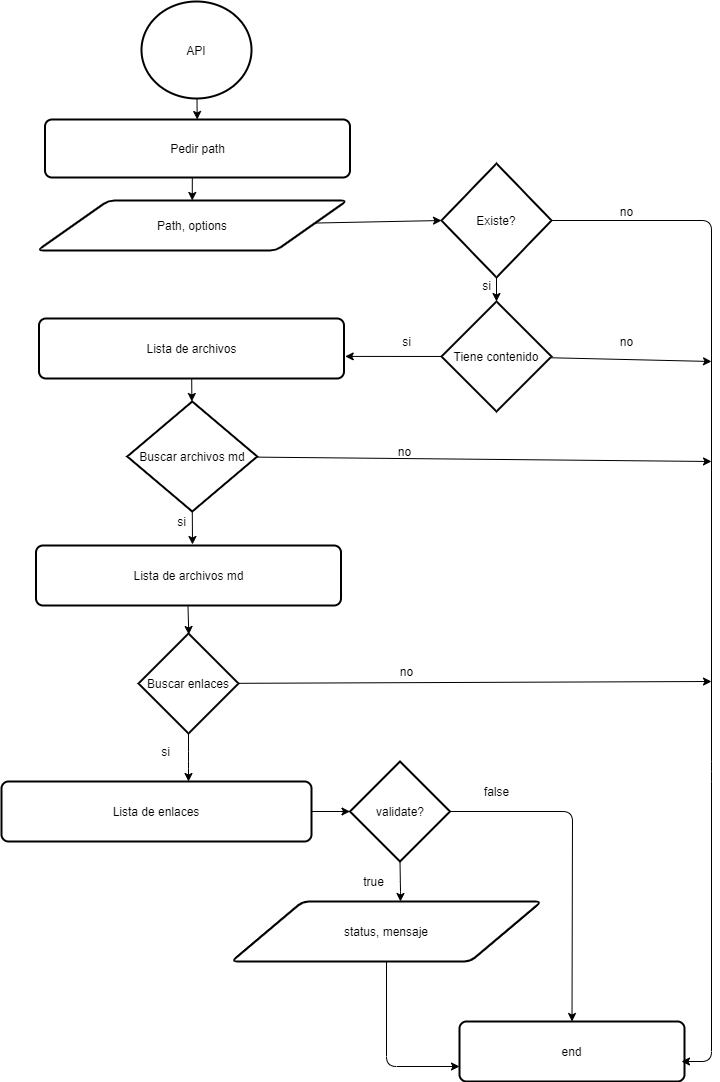 API
Pedir path
Path, options
Existe?
no
si
Tiene contenido
no
si
Lista de archivos
Buscar archivos md
no
si
Lista de archivos md
Buscar enlaces
no
si
Lista de enlaces
validate?
false
true
status, mensaje
end